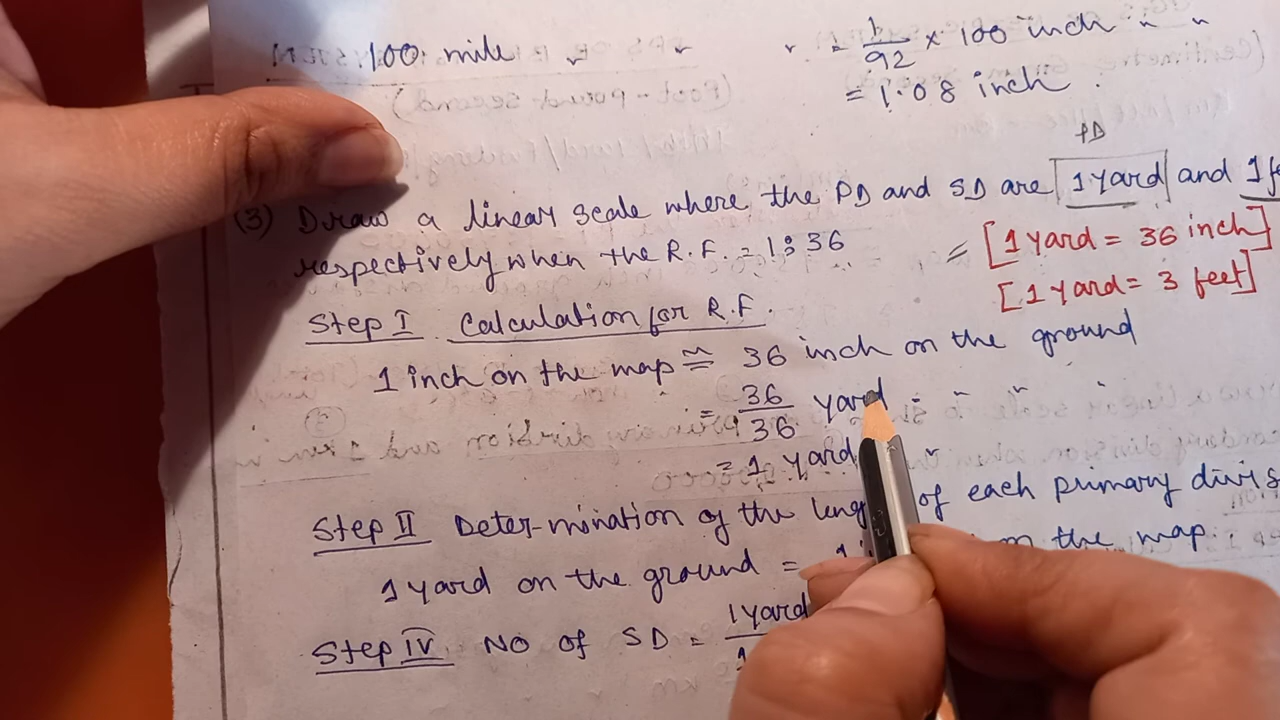 100 mile " " = 1/92 × 100 inch " "
= 1.08 inch.
PD
(3) Draw a linear scale where the PD and SD are 1 yard and 1
respectively when the R.F. = 1:36 = [1 yard = 36 inch]
[1 yard = 3 feet]
Step I Calculation for R.F.
1 inch on the map ≅ 36 inch on the ground
= 36/36 yard " " "
= 1 yard "
Step II Deter-mination of the of each primary
1 yard on the ground = 1 on the map.
Step IV NO of SD = 1 yard